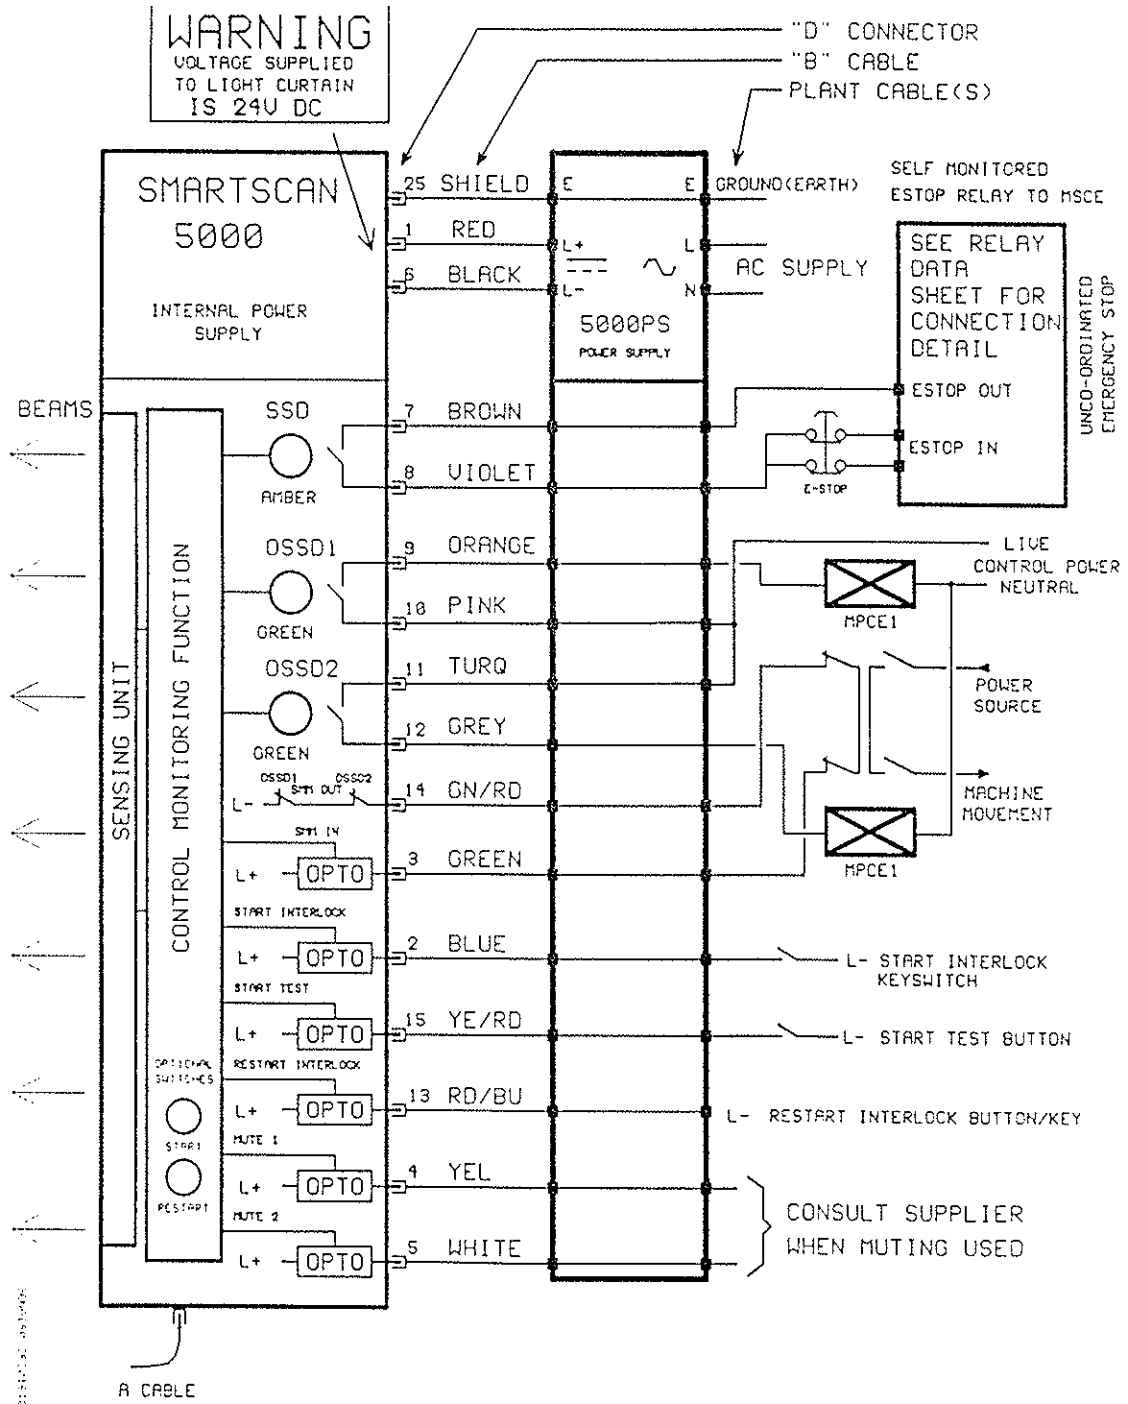 WARNING
VOLTAGE SUPPLIED
TO LIGHT CURTAIN
IS 24V DC
"D" CONNECTOR
"B" CABLE
PLANT CABLE(S)
SMARTSCAN
5000
INTERNAL POWER
SUPPLY
25 SHIELD
1 RED
6 BLACK
E E
L+ L
L- N
5000PS
POWER SUPPLY
GROUND(EARTH)
AC SUPPLY
SELF MONITORED
ESTOP RELAY TO MSCE
SEE RELAY
DATA
SHEET FOR
CONNECTION
DETAIL
ESTOP OUT
ESTOP IN
E-STOP
UNCO-ORDINATED
EMERGENCY STOP
BEAMS
SENSING UNIT
CONTROL MONITORING FUNCTION
SSD
AMBER
7 BROWN
8 VIOLET
OSSD1
GREEN
9 ORANGE
10 PINK
OSSD2
GREEN
11 TURQ
12 GREY
LIVE
CONTROL POWER
NEUTRAL
MPCE1
POWER
SOURCE
MACHINE
MOVEMENT
MPCE1
OSSD1 OSSD2
SMM OUT
L- 14 GN/RD
SMM IN
L+ OPTO 3 GREEN
START INTERLOCK
L+ OPTO 2 BLUE
L- START INTERLOCK
KEYSWITCH
START TEST
L+ OPTO 15 YE/RD
L- START TEST BUTTON
RESTART INTERLOCK
L+ OPTO 13 RD/BU
L- RESTART INTERLOCK BUTTON/KEY
OPTIONAL
SWITCHES
START
RESTART
MUTE 1
L+ OPTO 4 YEL
MUTE 2
L+ OPTO 5 WHITE
CONSULT SUPPLIER
WHEN MUTING USED
A CABLE